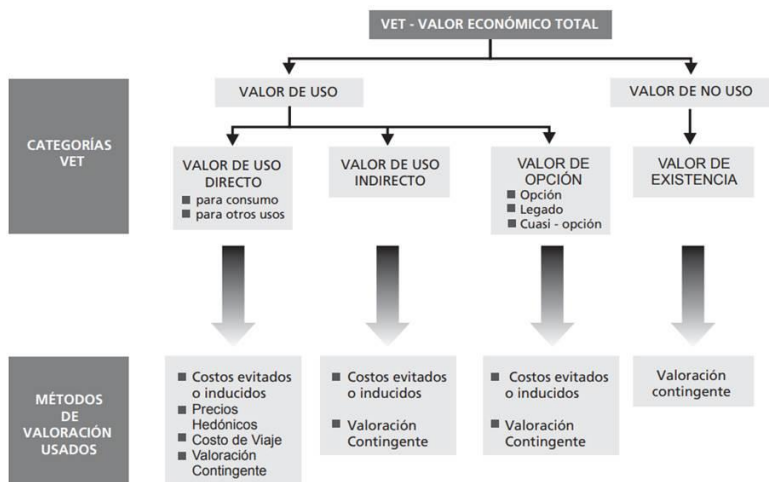 VET - VALOR ECONÓMICO TOTAL
VALOR DE USO
VALOR DE NO USO
CATEGORÍAS
VET
VALOR DE USO
DIRECTO
para consumo
para otros usos
VALOR DE USO
INDIRECTO
VALOR DE
OPCIÓN
Opción
Legado
Cuasi - opción
VALOR DE
EXISTENCIA
MÉTODOS
DE
VALORACIÓN
USADOS
Costos evitados
o inducidos
Precios
Hedónicos
Costo de Viaje
Valoración
Contingente
Costos evitados
o inducidos
Valoración
Contingente
Costos evitados
o inducidos
Valoración
Contingente
Valoración
contingente